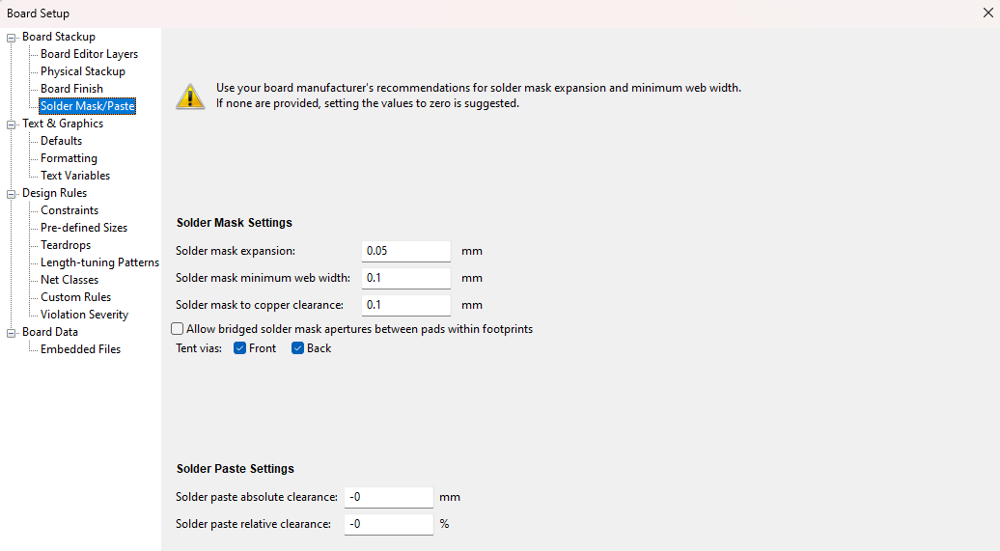 Board Setup
Board Stackup
Board Editor Layers
Physical Stackup
Board Finish
Solder Mask/Paste
Text & Graphics
Defaults
Formatting
Text Variables
Design Rules
Constraints
Pre-defined Sizes
Teardrops
Length-tuning Patterns
Net Classes
Custom Rules
Violation Severity
Board Data
Embedded Files
Use your board manufacturer's recommendations for solder mask expansion and minimum web width.
If none are provided, setting the values to zero is suggested.
Solder Mask Settings
Solder mask expansion: 0.05 mm
Solder mask minimum web width: 0.1 mm
Solder mask to copper clearance: 0.1 mm
Allow bridged solder mask apertures between pads within footprints
Tent vias: Front Back
Solder Paste Settings
Solder paste absolute clearance: -0 mm
Solder paste relative clearance: -0 %